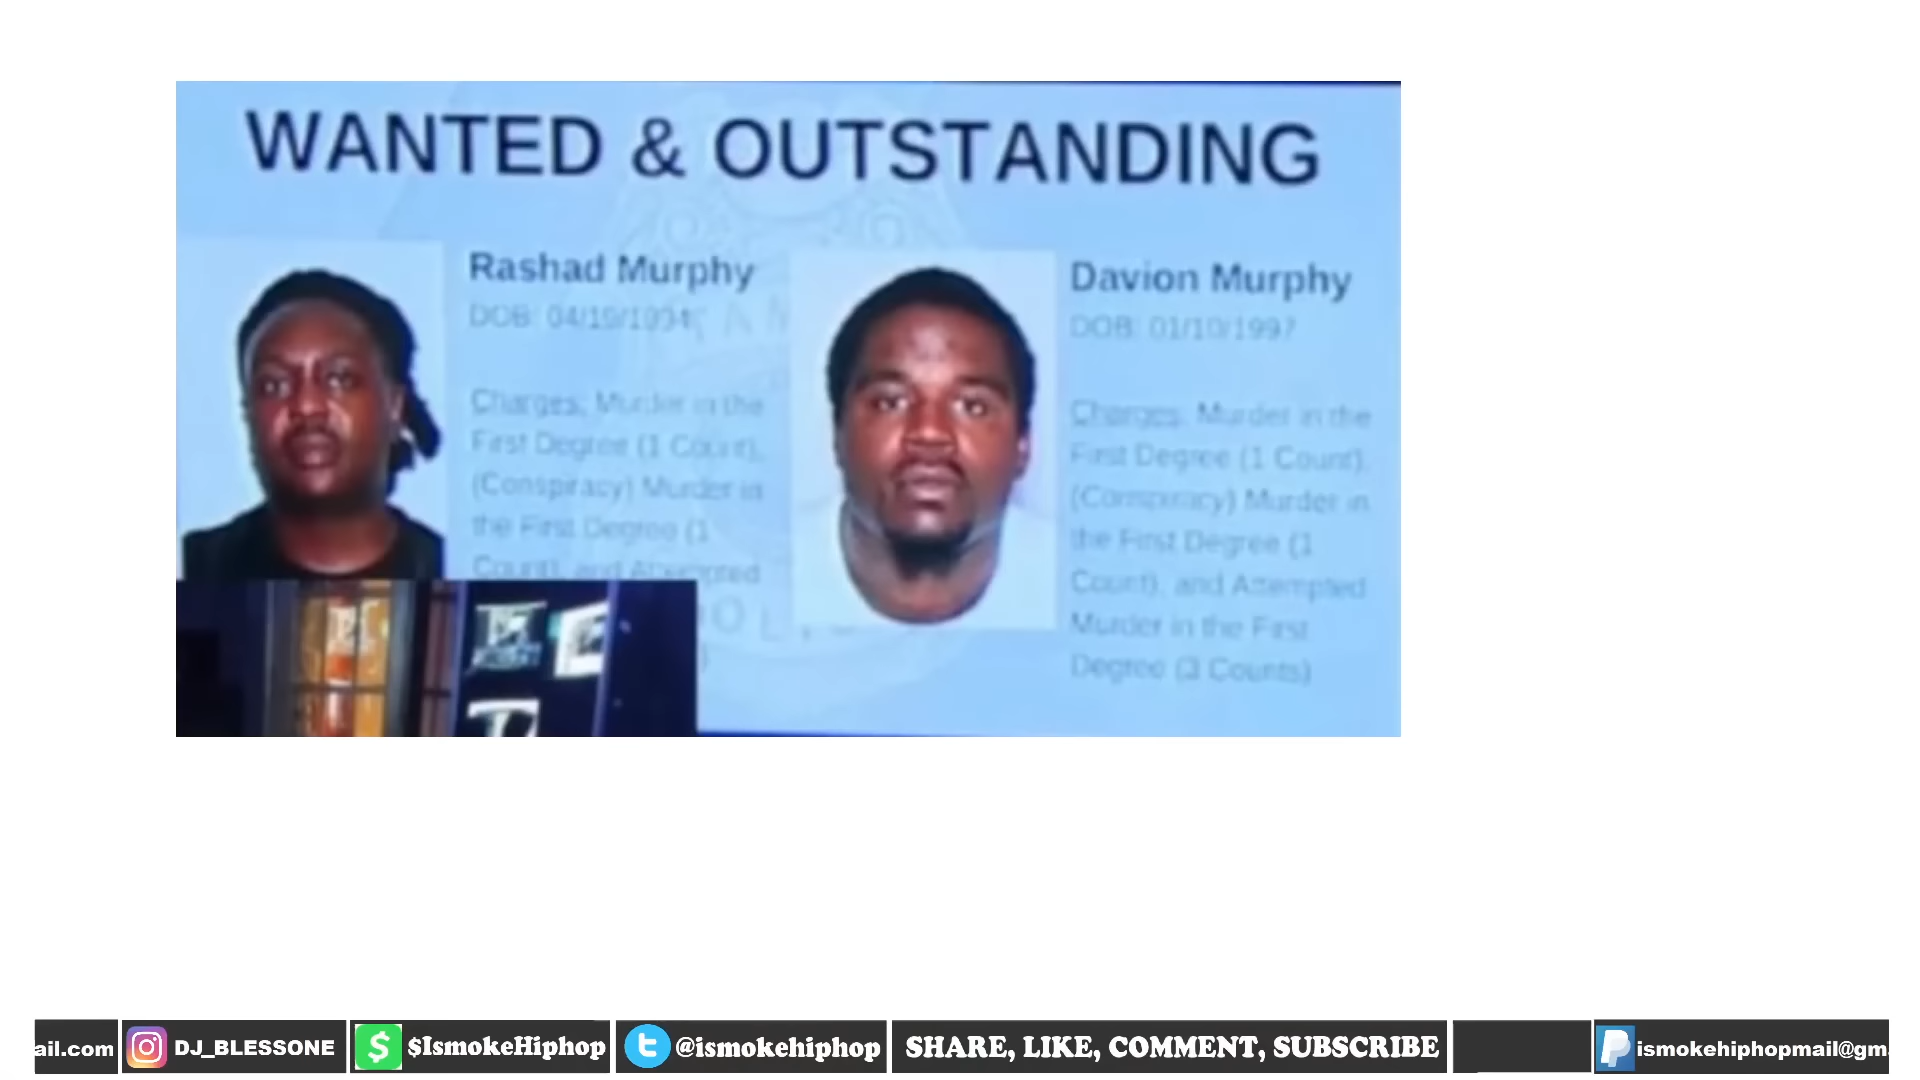 WANTED & OUTSTANDING
Rashad Murphy
DOB: 04/19/1994
Charges: Murder in the
First Degree (1 Count),
(Conspiracy) Murder in
the First Degree (1
Count), and Attempted
Davion Murphy
DOB: 01/10/1997
Charges: Murder in the
First Degree (1 Count),
(Conspiracy) Murder in
the First Degree (1
Count), and Attempted
Murder in the First
Degree (3 Counts)
ail.com DJ_BLESSONE $IsmokeHiphop @ismokehiphop SHARE, LIKE, COMMENT, SUBSCRIBE ismokehiphopmail@gm